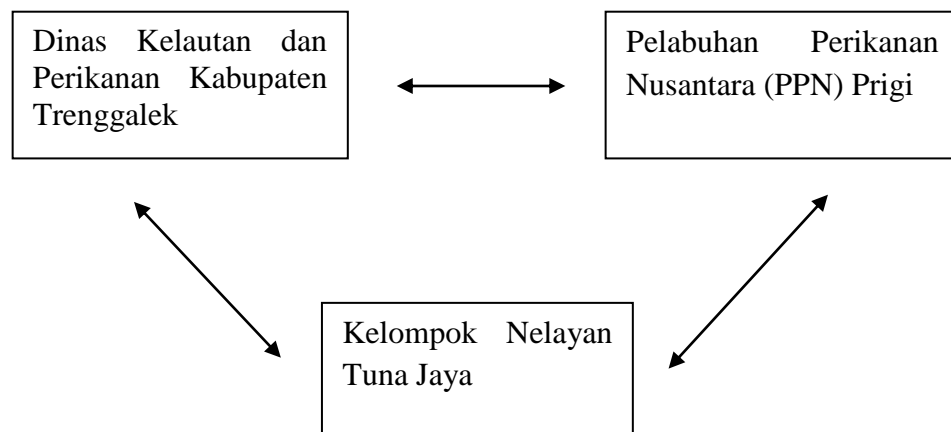 Dinas Kelautan dan
Perikanan Kabupaten
Trenggalek
Pelabuhan Perikanan
Nusantara (PPN) Prigi
Kelompok Nelayan
Tuna Jaya